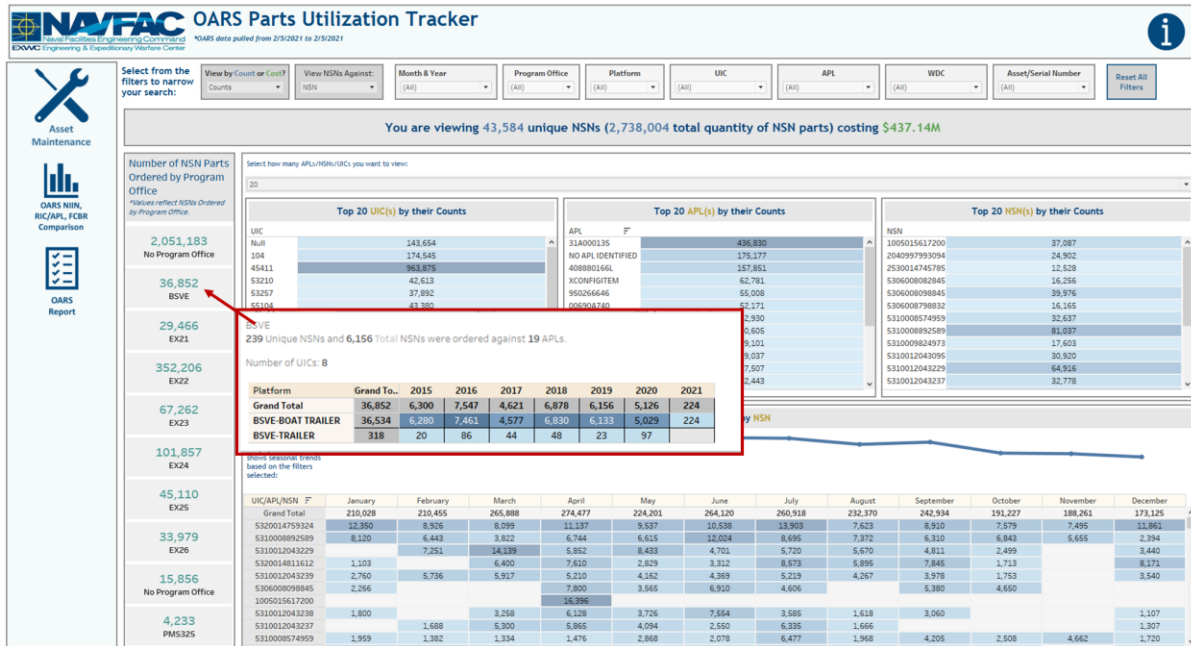 NAVFAC
Naval Facilities Engineering Command
EXWC Engineering & Expeditionary Warfare Center
OARS Parts Utilization Tracker
*OARS data pulled from 2/5/2021 to 2/5/2021
i
Asset
Maintenance
OARS NIIN,
RIC/APL, FCBR
Comparison
OARS
Report
Select from the
filters to narrow
your search:
View by Count or Cost?
Counts
View NSNs Against:
NSN
Month & Year
(All)
Program Office
(All)
Platform
(All)
UIC
(All)
APL
(All)
WDC
(All)
Asset/Serial Number
(All)
Reset All
Filters
You are viewing 43,584 unique NSNs (2,738,004 total quantity of NSN parts) costing $437.14M
Number of NSN Parts
Ordered by Program
Office
*Values reflect NSNs Ordered
by Program Office.
2,051,183
No Program Office
36,852
BSVE
29,466
EX21
352,206
EX22
67,262
EX23
101,857
EX24
45,110
EX25
33,979
EX26
15,856
No Program Office
4,233
PMS325
Select how many APLs/NSNs/UICs you want to view:
20
Top 20 UIC(s) by their Counts
UIC
Null 143,654
104 174,545
45411 963,875
53210 42,613
53257 37,892
55104 43,380
Top 20 APL(s) by their Counts
APL
31A000135 436,830
NO APL IDENTIFIED 175,177
408880166L 157,851
XCONFIGITEM 62,781
950266646 55,008
00690A740 52,171
2,930
0,605
9,101
9,037
7,507
2,443
Top 20 NSN(s) by their Counts
NSN
1005015617200 37,087
2040997993094 24,902
2530014745785 12,528
5306008082845 16,256
5306008098845 39,976
5306008798832 16,165
5310008574959 32,637
5310008892589 81,037
5310009824973 17,603
5310012043095 30,920
5310012043229 64,916
5310012043237 32,778
BSVE
239 Unique NSNs and 6,156 Total NSNs were ordered against 19 APLs.
Number of UICs: 8
Platform Grand To.. 2015 2016 2017 2018 2019 2020 2021
Grand Total 36,852 6,300 7,547 4,621 6,878 6,156 5,126 224
BSVE-BOAT TRAILER 36,534 6,280 7,461 4,577 6,830 6,133 5,029 224
BSVE-TRAILER 318 20 86 44 48 23 97
by NSN
shows seasonal trends
based on the filters
selected:
UIC/APL/NSN January February March April May June July August September October November December
Grand Total 210,028 210,455 265,888 274,477 224,201 264,120 260,918 232,370 242,934 191,227 188,261 173,125
5320014759324 12,350 8,926 8,099 11,137 9,537 10,538 13,903 7,623 8,910 7,579 7,495 11,861
5310008892589 8,120 6,443 3,822 6,744 6,615 12,024 8,695 7,372 6,310 6,843 5,655 2,394
5310012043229 7,251 14,139 5,852 8,433 4,701 5,720 5,670 4,811 2,499 3,440
5320014811612 1,103 6,400 7,610 2,829 3,312 8,573 5,895 7,845 1,713 8,171
5310012043239 2,760 5,736 5,917 5,210 4,162 4,369 5,219 4,267 3,978 1,753 3,540
5306008098845 2,266 7,800 3,565 6,910 4,606 5,380 4,650
1005015617200 16,396
5310012043238 1,800 3,258 6,128 3,726 7,554 3,585 1,618 3,060 1,107
5310012043237 1,688 5,300 5,865 4,094 2,550 6,335 1,666 1,307
5310008574959 1,959 1,382 1,334 1,476 2,868 2,078 6,477 1,968 4,205 2,508 4,662 1,720